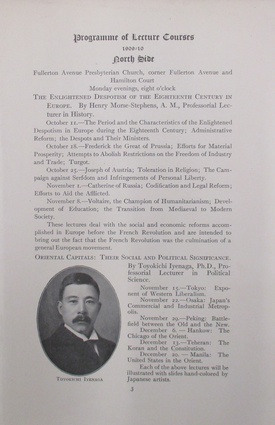 Programme of Lecture Courses
1909/10
North Side
Fullerton Avenue Presbyterian Church, corner Fullerton Avenue and
Hamilton Court
Monday evenings, eight o'clock
The Enlightened Despotism of the Eighteenth Century in
Europe. By Henry Morse-Stephens, A. M., Professorial Lec-
turer in History.
October 11.—The Period and the Characteristics of the Enlightened
Despotism in Europe during the Eighteenth Century; Administrative
Reform; the Despots and Their Ministers.
October 18.—Frederick the Great of Prussia; Efforts for Material
Prosperity; Attempts to Abolish Restrictions on the Freedom of Industry
and Trade; Turgot.
October 25.—Joseph of Austria; Toleration in Religion; The Cam-
paign against Serfdom and Infringements of Personal Liberty.
November 1.—Catherine of Russia; Codification and Legal Reform;
Efforts to Aid the Afflicted.
November 8.—Voltaire, the Champion of Humanitarianism; Devel-
opment of Education; the Transition from Mediaeval to Modern
Society.
These lectures deal with the social and economic reforms accom-
plished in Europe before the French Revolution and are intended to
bring out the fact that the French Revolution was the culmination of a
general European movement.
Oriental Capitals: Their Social and Political Significance.
By Toyokichi Iyenaga, Ph.D., Pro-
fessorial Lecturer in Political
Science.
November 15.—Tokyo: Expo-
nent of Western Liberalism.
November 22.—Osaka: Japan's
Commercial and Industrial Metrop-
olis.
November 29.—Peking: Battle-
field between the Old and the New.
December 6.—Hankow: The
Chicago of the Orient.
December 13.—Teheran: The
Koran and the Constitution.
December 20.—Manila: The
United States in the Orient.
Each of the above lectures will be
illustrated with slides hand-colored by
Japanese artists.
Toyokichi Iyenaga
3